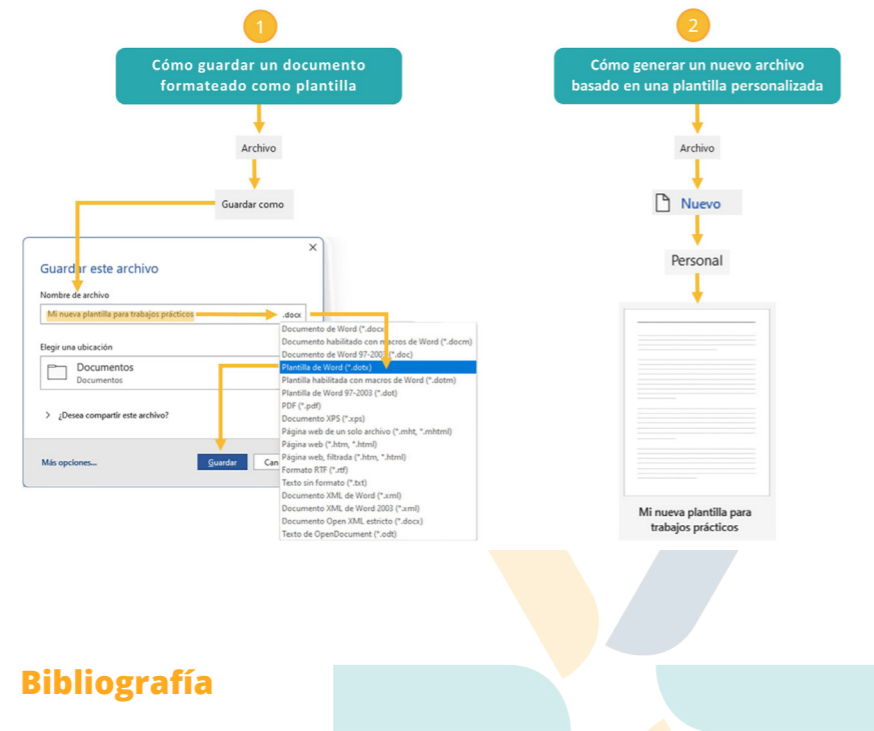 1
Cómo guardar un documento
formateado como plantilla
Archivo
Guardar como
Guardar este archivo
Nombre de archivo
Mi nueva plantilla para trabajos prácticos
.docx
Elegir una ubicación
Documentos
Documentos
¿Desea compartir este archivo?
Más opciones...
Guardar
Can
Documento de Word (*.docx
Documento habilitado con macros de Word (*.docm)
Documento de Word 97-2003 (*.doc)
Plantilla de Word (*.dotx)
Plantilla habilitada con macros de Word (*.dotm)
Plantilla de Word 97-2003 (*.dot)
PDF (*.pdf)
Documento XPS (*.xps)
Página web de un solo archivo (*.mht, *.mhtml)
Página web (*.htm, *.html)
Página web, filtrada (*.htm, *.html)
Formato RTF (*.rtf)
Texto sin formato (*.txt)
Documento XML de Word (*.xml)
Documento XML de Word 2003 (*.xml)
Documento Open XML estricto (*.docx)
Texto de OpenDocument (*.odt)
2
Cómo generar un nuevo archivo
basado en una plantilla personalizada
Archivo
Nuevo
Personal
Mi nueva plantilla para
trabajos prácticos
Bibliografía